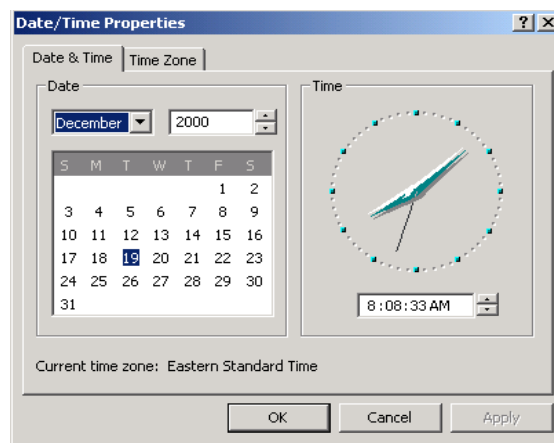 Date/Time Properties
Date & Time Time Zone
Date
December 2000
S M T W T F S
1 2
3 4 5 6 7 8 9
10 11 12 13 14 15 16
17 18 19 20 21 22 23
24 25 26 27 28 29 30
31
Time
8:08:33 AM
Current time zone: Eastern Standard Time
OK Cancel Apply